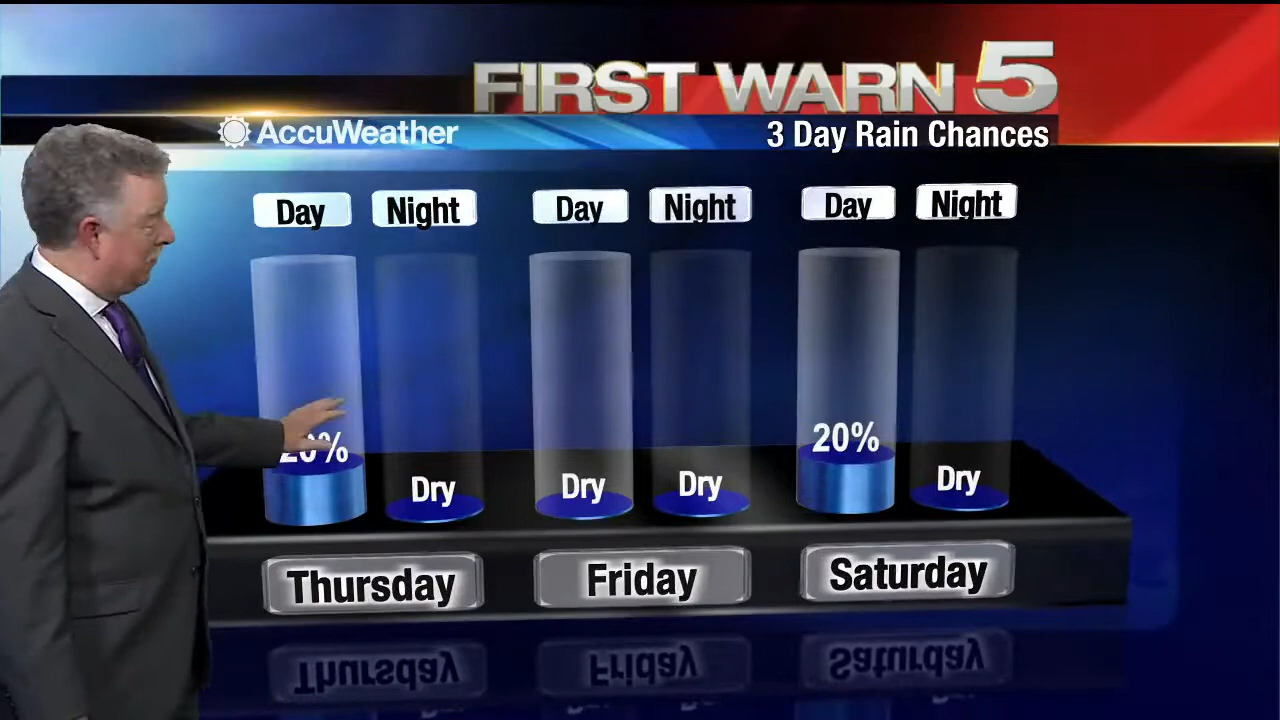 FIRST WARN 5
AccuWeather
3 Day Rain Chances
Day Night Day Night Day Night
20% Dry Dry Dry 20% Dry
Thursday Friday Saturday